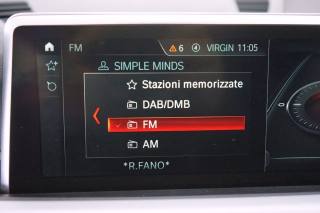 FM 6 4 VIRGIN 11:05
SIMPLE MINDS
Stazioni memorizzate
DAB/DMB
FM
AM
*R.FANO*